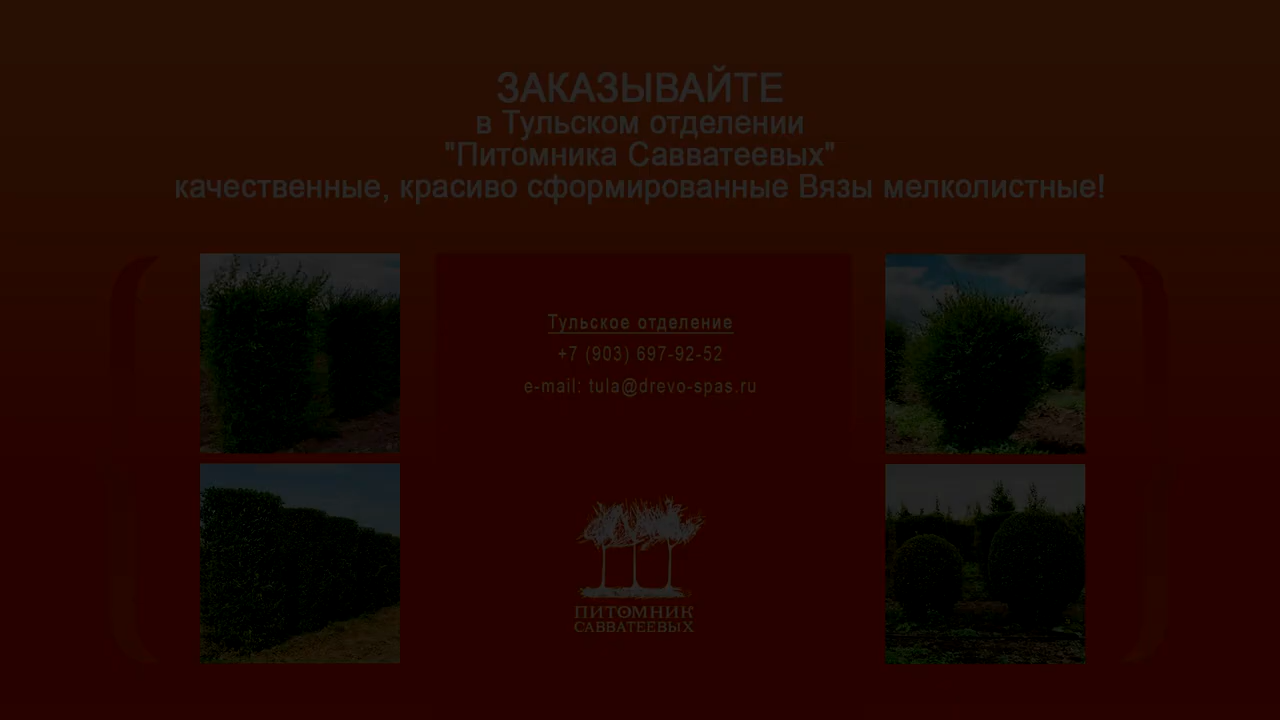 ЗАКАЗЫВАЙТЕ
в Тульском отделении
"Питомника Савватеевых"
качественные, красиво сформированные Вязы мелколистные!
Тульское отделение
+7 (903) 697-92-52
e-mail: tula@drevo-spas.ru
ПИТОМНИК
САВВАТЕЕВЫХ